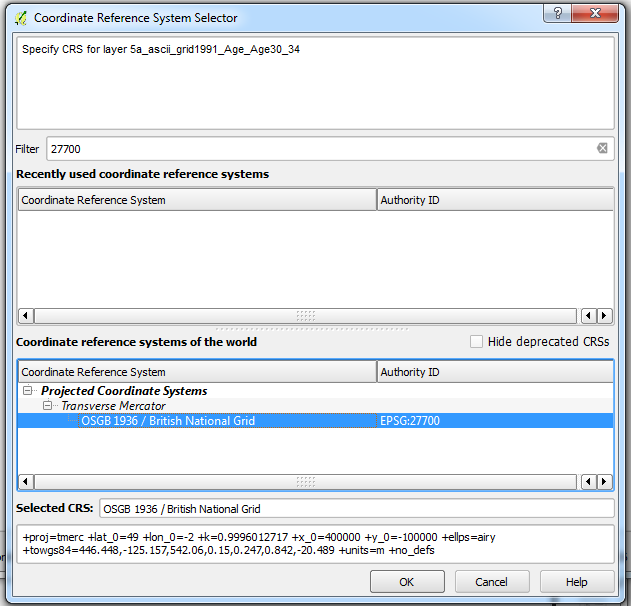 Coordinate Reference System Selector
Specify CRS for layer 5a_ascii_grid1991_Age_Age30_34
Filter 27700
Recently used coordinate reference systems
Coordinate Reference System Authority ID
Coordinate reference systems of the world Hide deprecated CRSs
Coordinate Reference System Authority ID
Projected Coordinate Systems
Transverse Mercator
OSGB 1936 / British National Grid EPSG:27700
Selected CRS: OSGB 1936 / British National Grid
+proj=tmerc +lat_0=49 +lon_0=-2 +k=0.9996012717 +x_0=400000 +y_0=-100000 +ellps=airy
+towgs84=446.448,-125.157,542.06,0.15,0.247,0.842,-20.489 +units=m +no_defs
OK Cancel Help